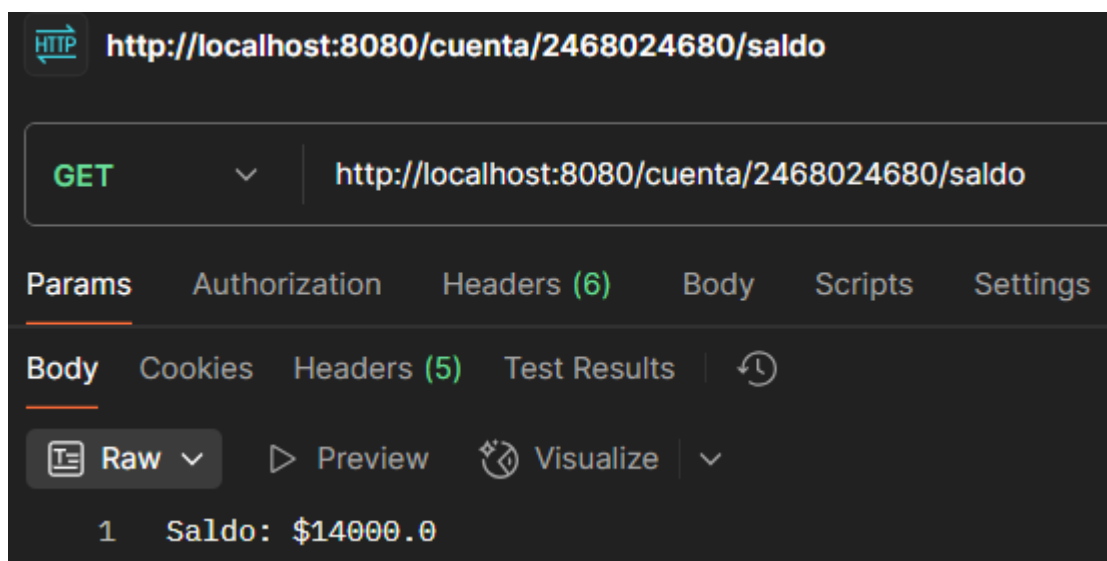 HTTP http://localhost:8080/cuenta/2468024680/saldo
GET http://localhost:8080/cuenta/2468024680/saldo
Params Authorization Headers (6) Body Scripts Settings
Body Cookies Headers (5) Test Results
Raw Preview Visualize
1 Saldo: $14000.0